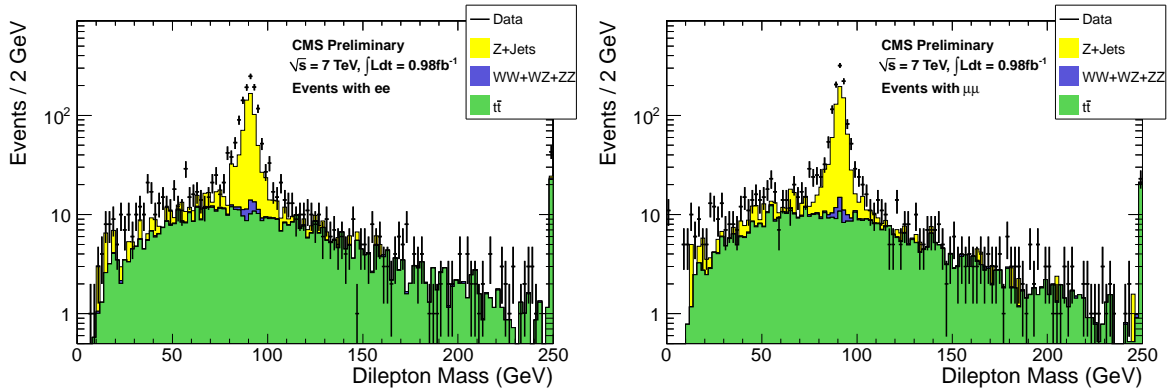 Events / 2 GeV
10²
10
1
CMS Preliminary
√s = 7 TeV, ∫Ldt = 0.98fb⁻¹
Events with ee
Data
Z+Jets
WW+WZ+ZZ
tt̄
0 50 100 150 200 250
Dilepton Mass (GeV)
Events / 2 GeV
10²
10
1
CMS Preliminary
√s = 7 TeV, ∫Ldt = 0.98fb⁻¹
Events with μμ
Data
Z+Jets
WW+WZ+ZZ
tt̄
0 50 100 150 200 250
Dilepton Mass (GeV)